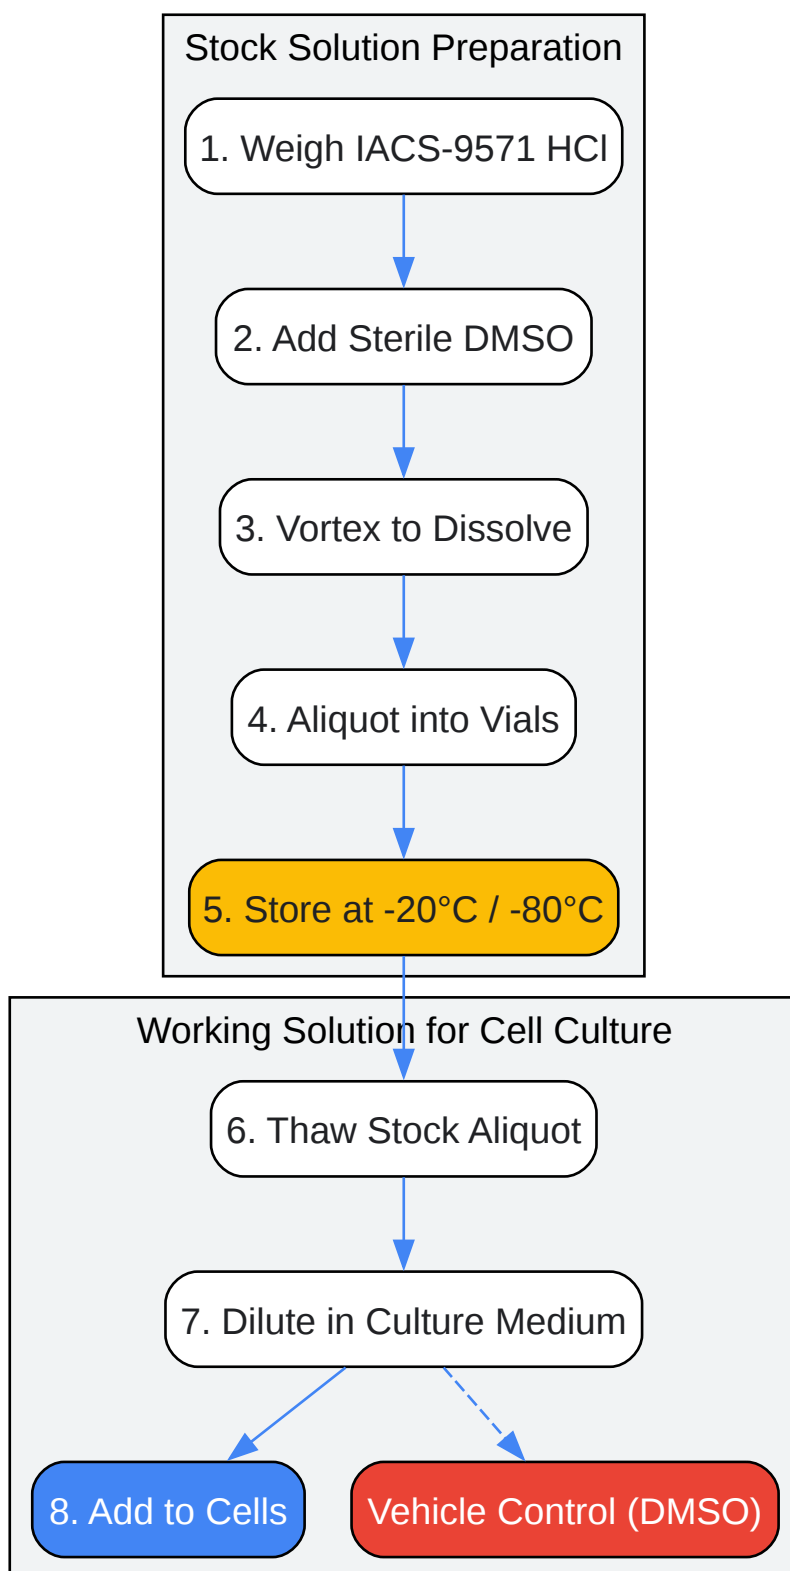 Stock Solution Preparation
1. Weigh IACS-9571 HCl
2. Add Sterile DMSO
3. Vortex to Dissolve
4. Aliquot into Vials
5. Store at -20°C / -80°C
Working Solution for Cell Culture
6. Thaw Stock Aliquot
7. Dilute in Culture Medium
8. Add to Cells
Vehicle Control (DMSO)